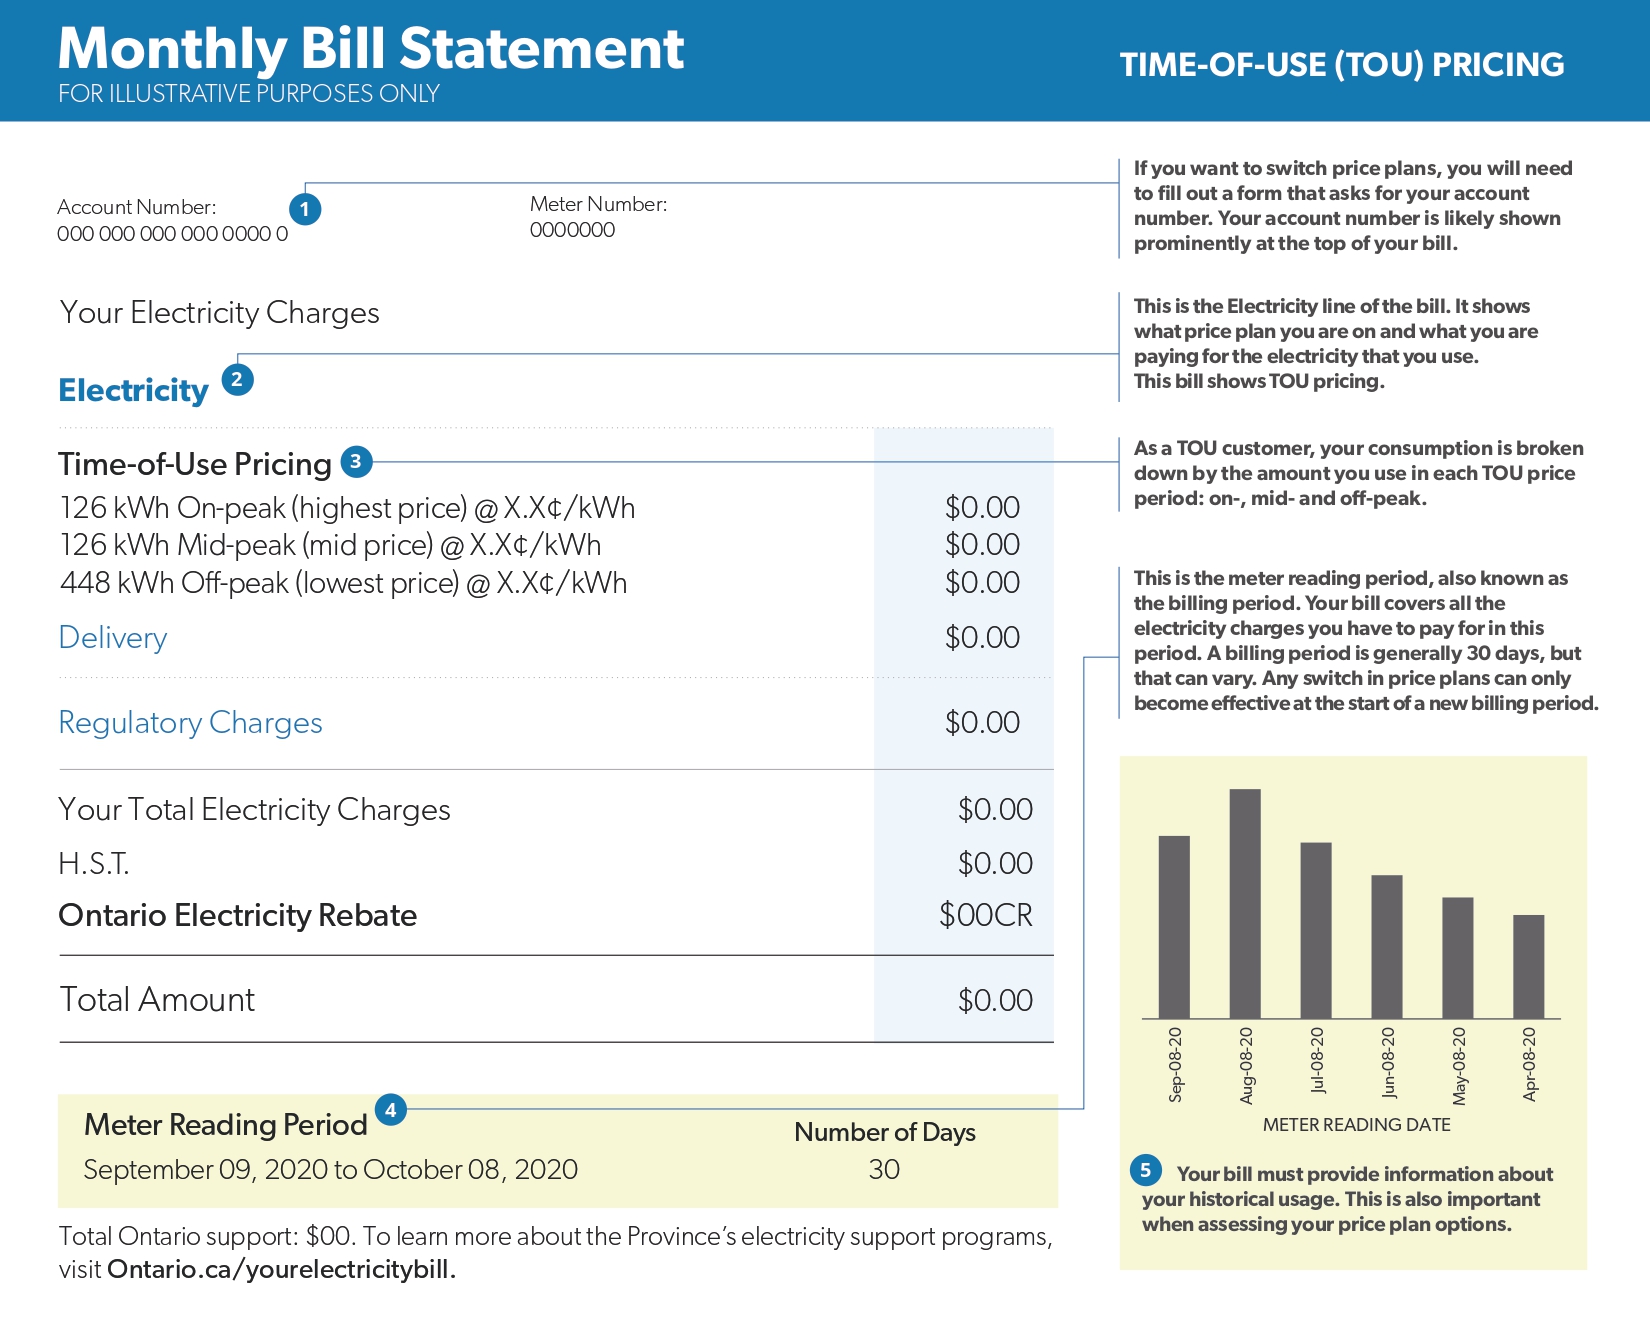 Monthly Bill Statement
FOR ILLUSTRATIVE PURPOSES ONLY
TIME-OF-USE (TOU) PRICING
Account Number:
000 000 000 000 0000 0
1
Meter Number:
0000000
If you want to switch price plans, you will need
to fill out a form that asks for your account
number. Your account number is likely shown
prominently at the top of your bill.
Your Electricity Charges
Electricity 2
This is the Electricity line of the bill. It shows
what price plan you are on and what you are
paying for the electricity that you use.
This bill shows TOU pricing.
Time-of-Use Pricing 3
As a TOU customer, your consumption is broken
down by the amount you use in each TOU price
period: on-, mid- and off-peak.
126 kWh On-peak (highest price) @ X.X¢/kWh $0.00
126 kWh Mid-peak (mid price) @ X.X¢/kWh $0.00
448 kWh Off-peak (lowest price) @ X.X¢/kWh $0.00
Delivery $0.00
Regulatory Charges $0.00
Your Total Electricity Charges $0.00
H.S.T. $0.00
Ontario Electricity Rebate $00CR
Total Amount $0.00
This is the meter reading period, also known as
the billing period. Your bill covers all the
electricity charges you have to pay for in this
period. A billing period is generally 30 days, but
that can vary. Any switch in price plans can only
become effective at the start of a new billing period.
Meter Reading Period 4
Number of Days
September 09, 2020 to October 08, 2020 30
Total Ontario support: $00. To learn more about the Province's electricity support programs,
visit Ontario.ca/yourelectricitybill.
Sep-08-20
Aug-08-20
Jul-08-20
Jun-08-20
May-08-20
Apr-08-20
METER READING DATE
5 Your bill must provide information about
your historical usage. This is also important
when assessing your price plan options.